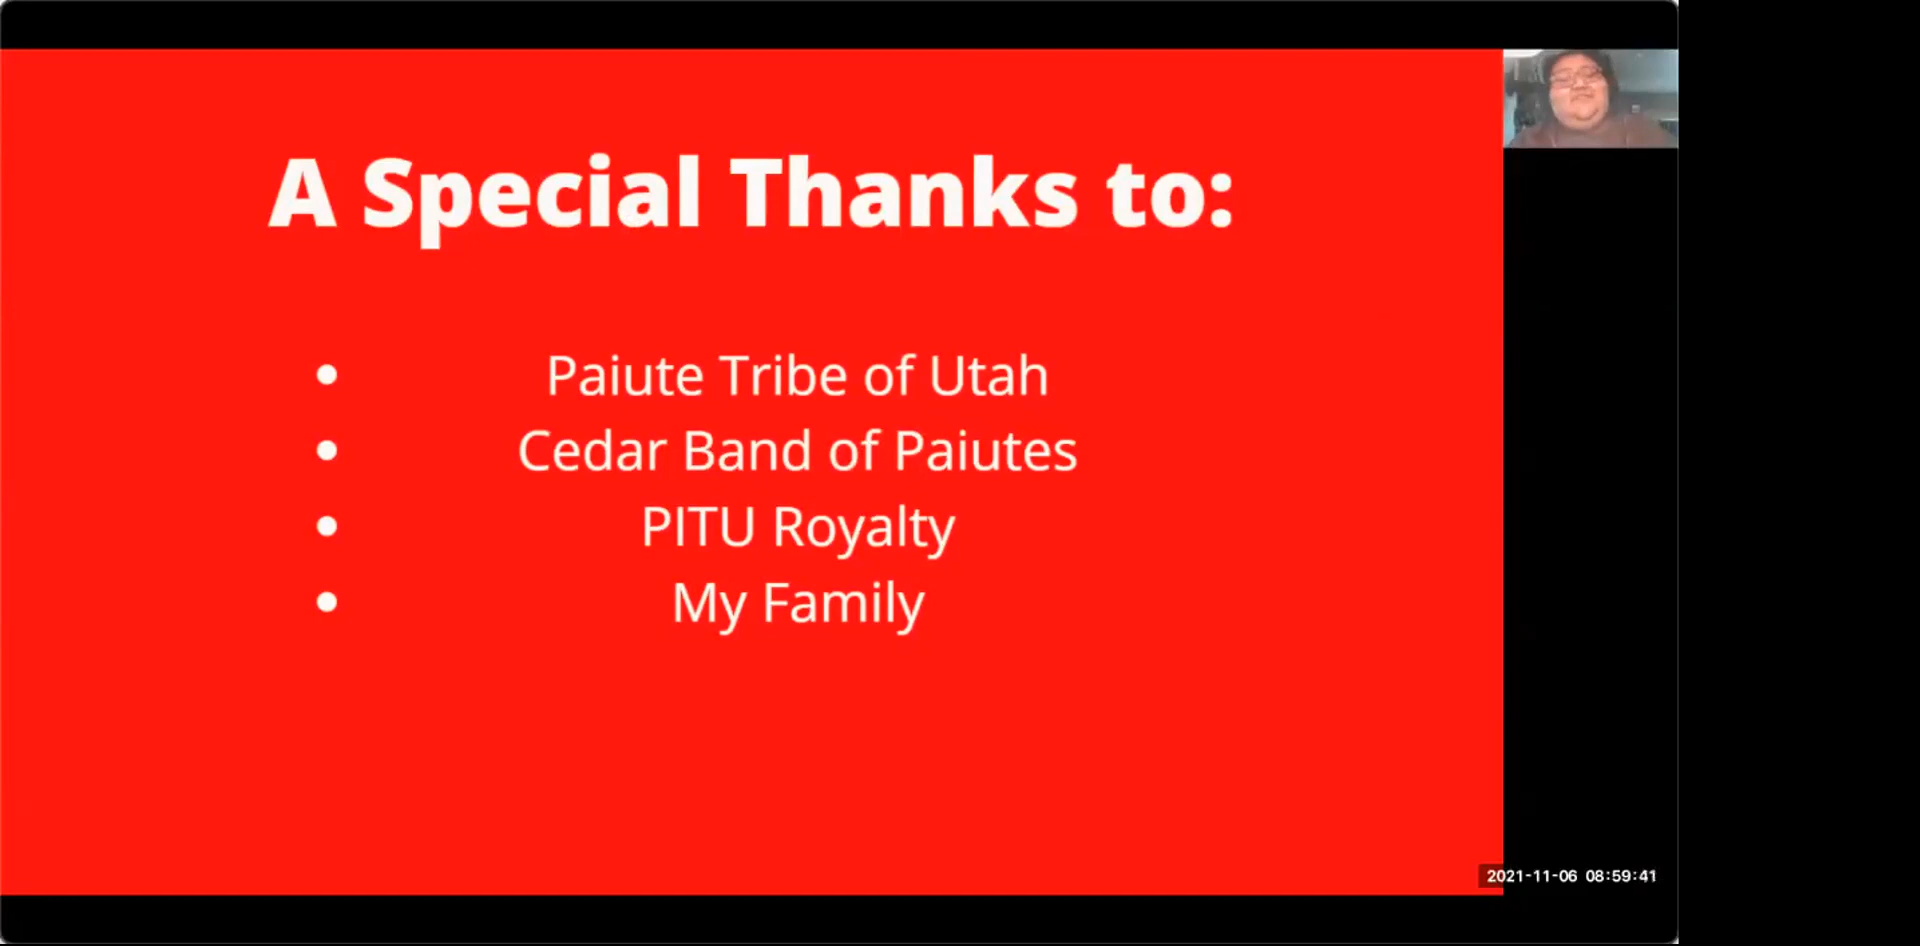 A Special Thanks to:
• Paiute Tribe of Utah
• Cedar Band of Paiutes
• PITU Royalty
• My Family
2021-11-06 08:59:41